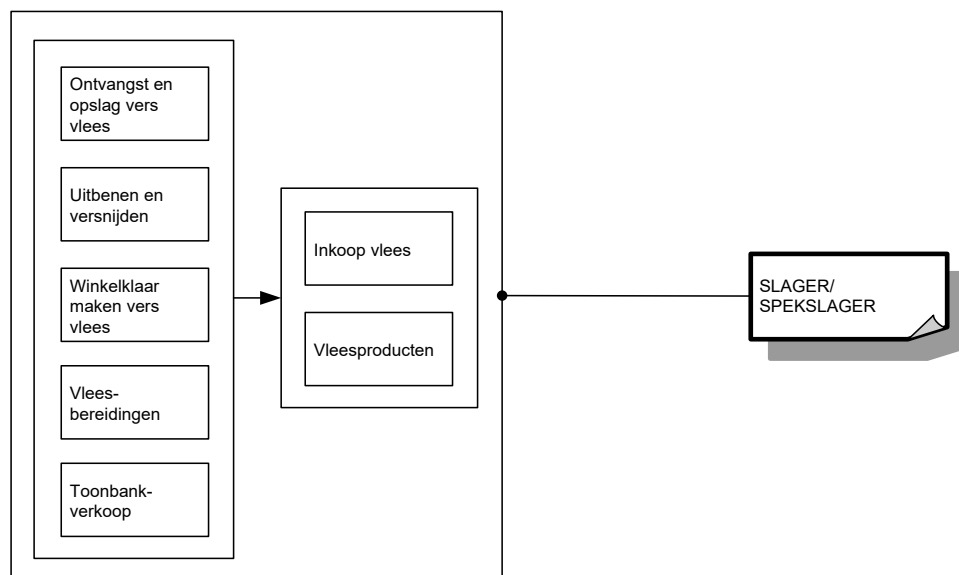 Ontvangst en
opslag vers
vlees
Uitbenen en
versnijden
Winkelklaar
maken vers
vlees
Vlees-
bereidingen
Toonbank-
verkoop
Inkoop vlees
Vleesproducten
SLAGER/
SPEKSLAGER